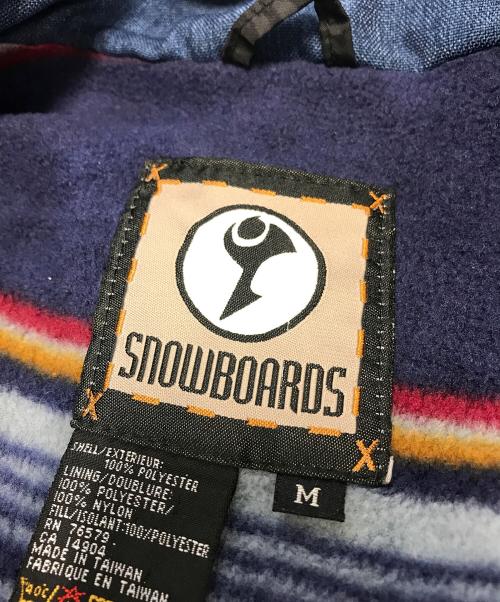 SNOWBOARDS
M
SHELL/EXTERIEUR:
100% POLYESTER
LINING/DOUBLURE:
100% POLYESTER/
100% NYLON
FILL/ISOLANT:100%POLYESTER
RN 76579
CA 14904
MADE IN TAIWAN
FABRIQUE EN TAIWAN